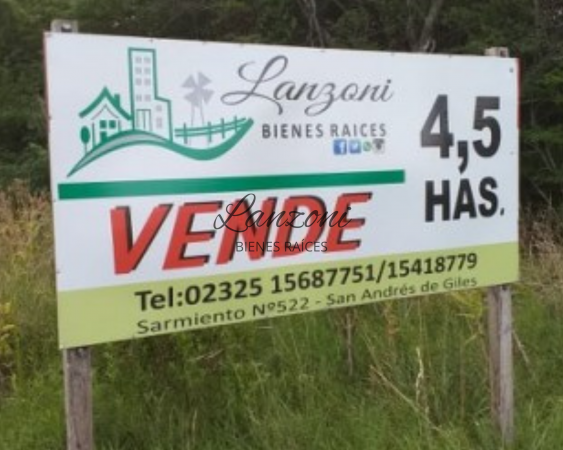 Lanzoni
BIENES RAICES
4,5
HAS.
VENDE
Lanzoni
BIENES RAÍCES
Tel:02325 15687751/15418779
Sarmiento Nº522 - San Andrés de Giles